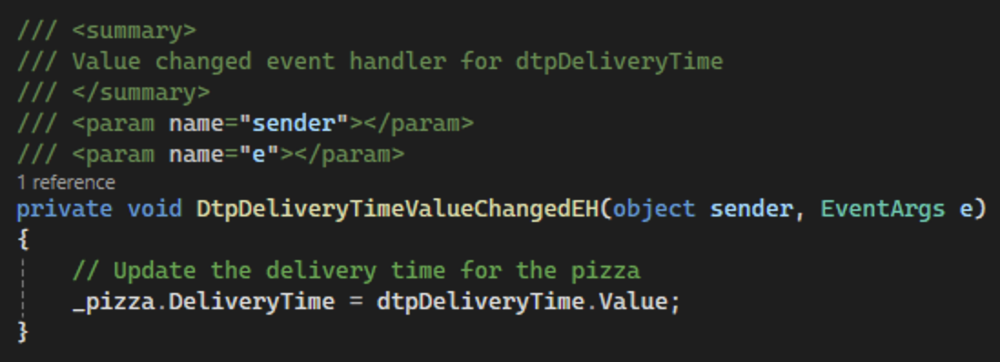 /// <summary>
/// Value changed event handler for dtpDeliveryTime
/// </summary>
/// <param name="sender"></param>
/// <param name="e"></param>
1 reference
private void DtpDeliveryTimeValueChangedEH(object sender, EventArgs e)
{
    // Update the delivery time for the pizza
    _pizza.DeliveryTime = dtpDeliveryTime.Value;
}